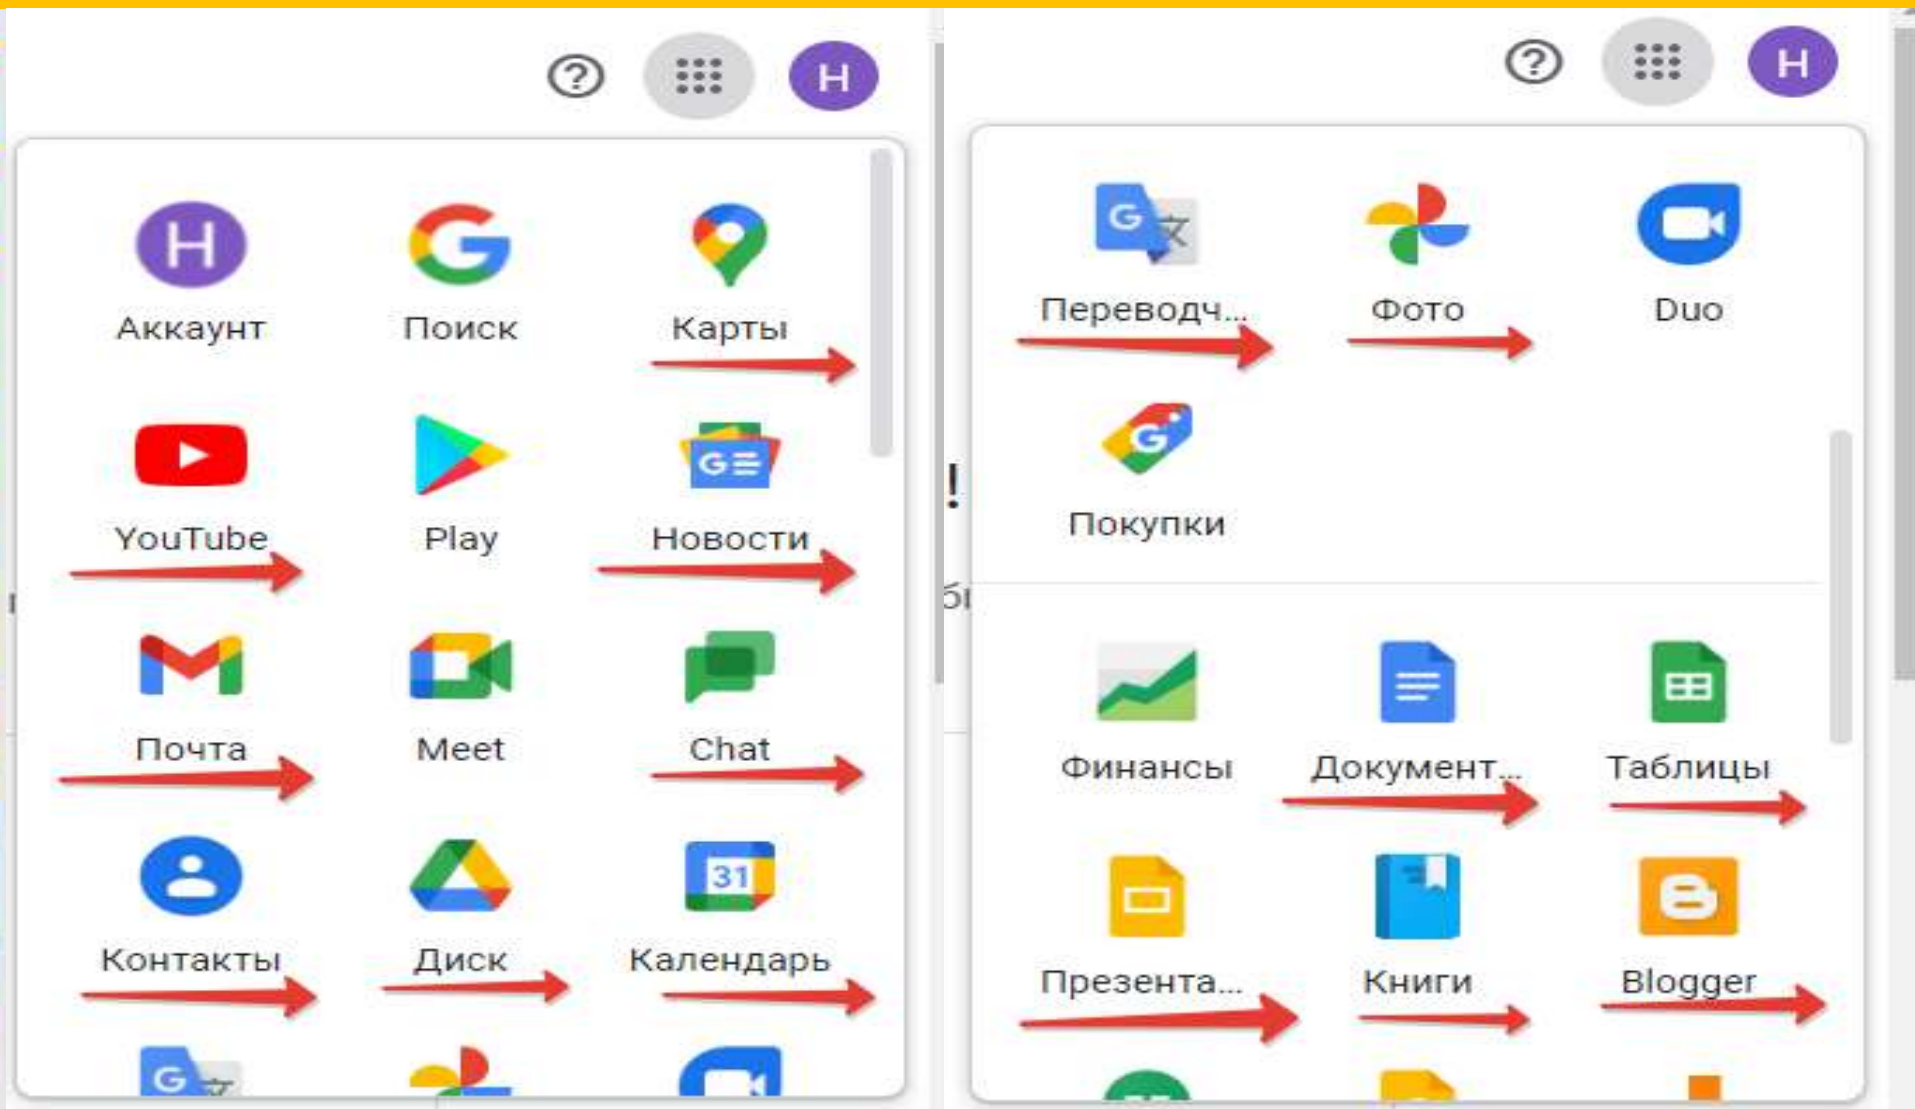 H
H
Аккаунт Поиск Карты
YouTube Play Новости
Почта Meet Chat
31
Контакты Диск Календарь
G
H
G
Переводч... Фото Duo
G
Покупки
!
Финансы Документ... Таблицы
Презента... Книги Blogger